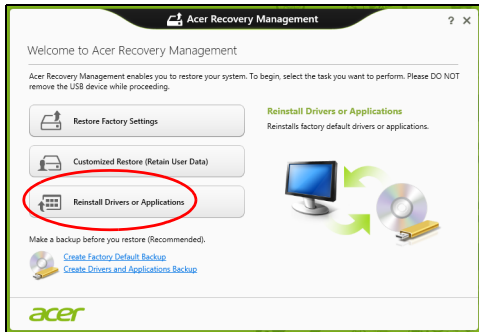 Acer Recovery Management
? ×
Welcome to Acer Recovery Management
Acer Recovery Management enables you to restore your system. To begin, select the task you want to perform. Please DO NOT
remove the USB device while proceeding.
Restore Factory Settings
Customized Restore (Retain User Data)
Reinstall Drivers or Applications
Reinstall Drivers or Applications
Reinstalls factory default drivers or applications.
Make a backup before you restore (Recommended).
Create Factory Default Backup
Create Drivers and Applications Backup
acer